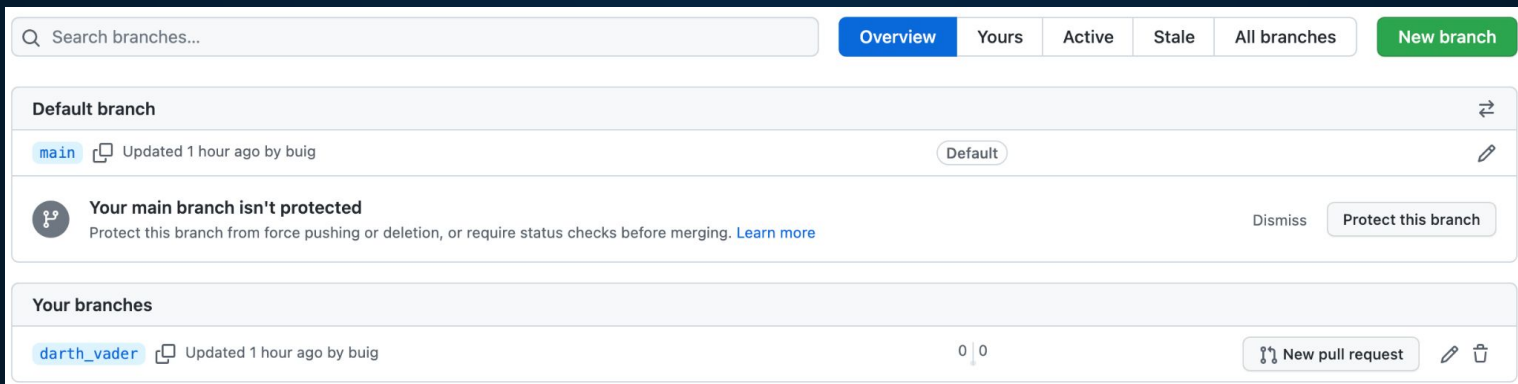 Search branches...
Overview Yours Active Stale All branches New branch
Default branch
main Updated 1 hour ago by buig Default
Your main branch isn't protected
Protect this branch from force pushing or deletion, or require status checks before merging. Learn more
Dismiss Protect this branch
Your branches
darth_vader Updated 1 hour ago by buig 0 0 New pull request